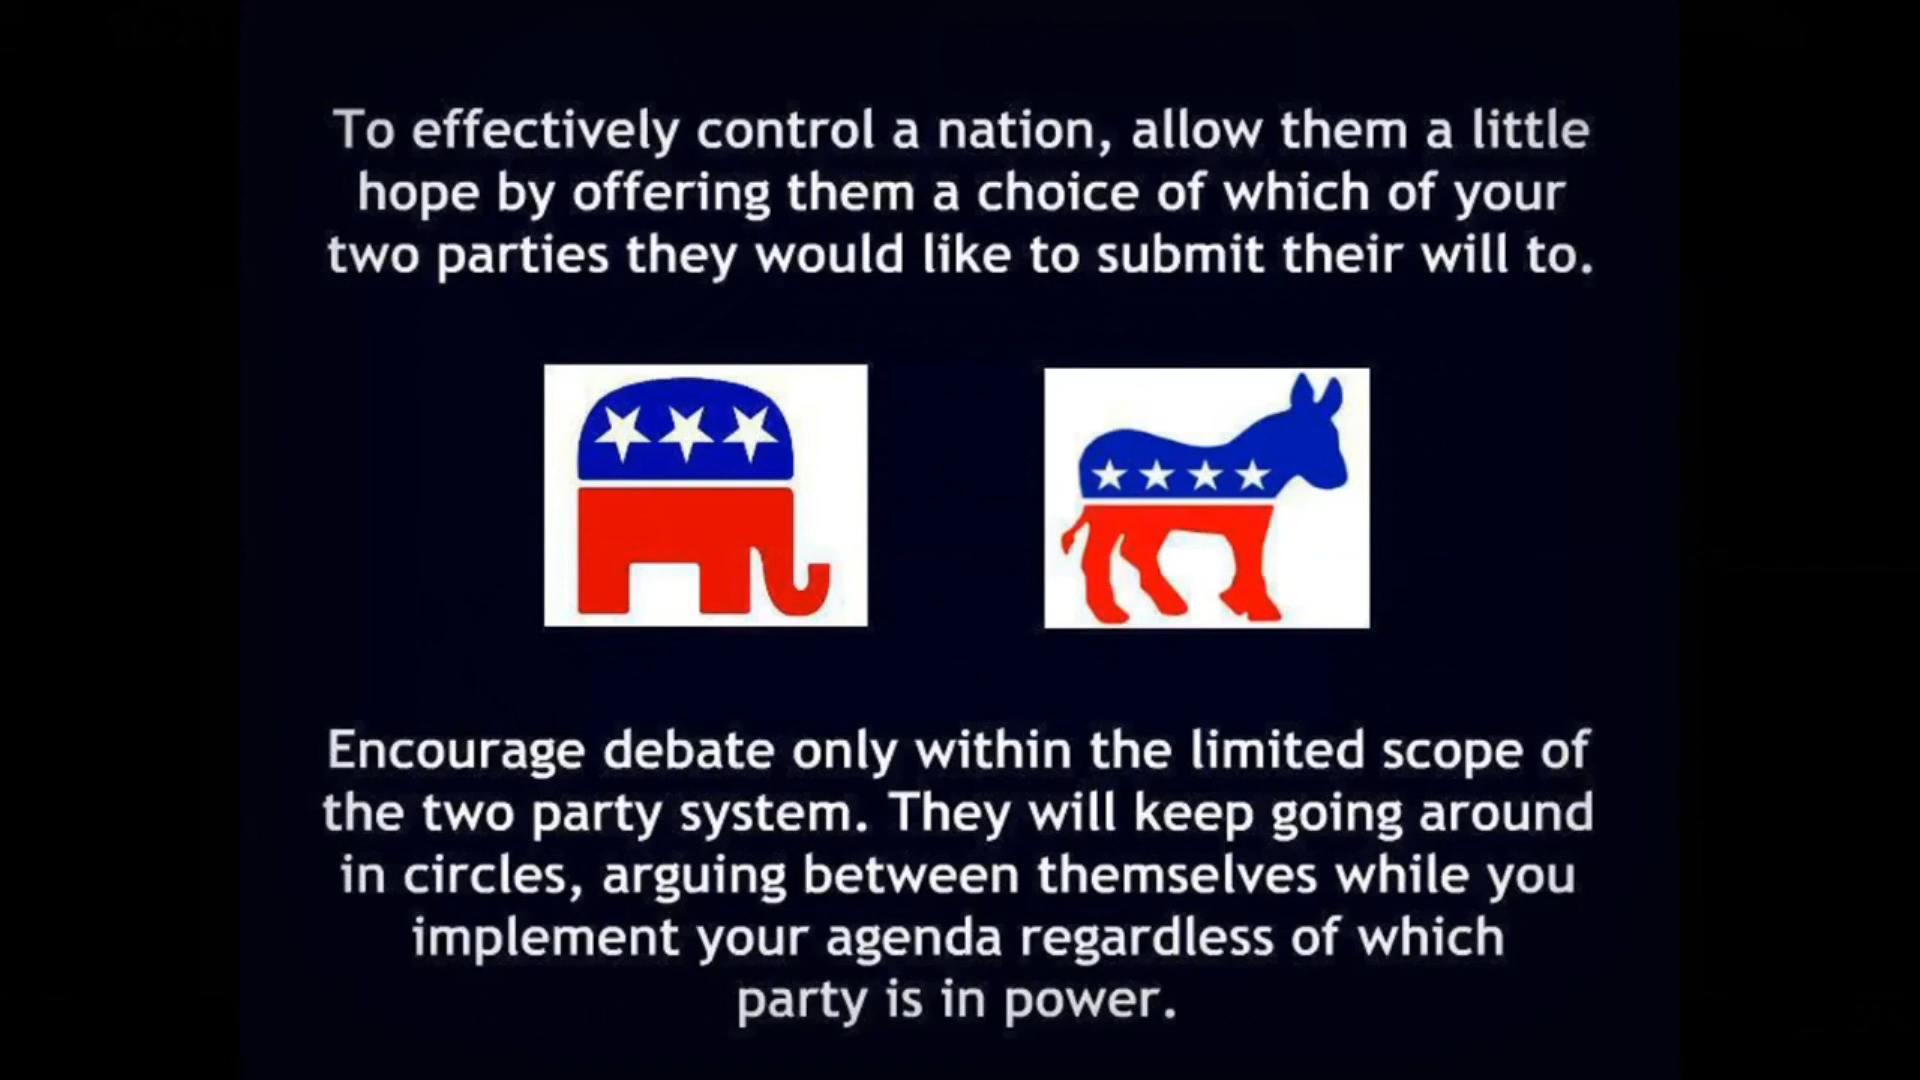 To effectively control a nation, allow them a little
hope by offering them a choice of which of your
two parties they would like to submit their will to.
Encourage debate only within the limited scope of
the two party system. They will keep going around
in circles, arguing between themselves while you
implement your agenda regardless of which
party is in power.